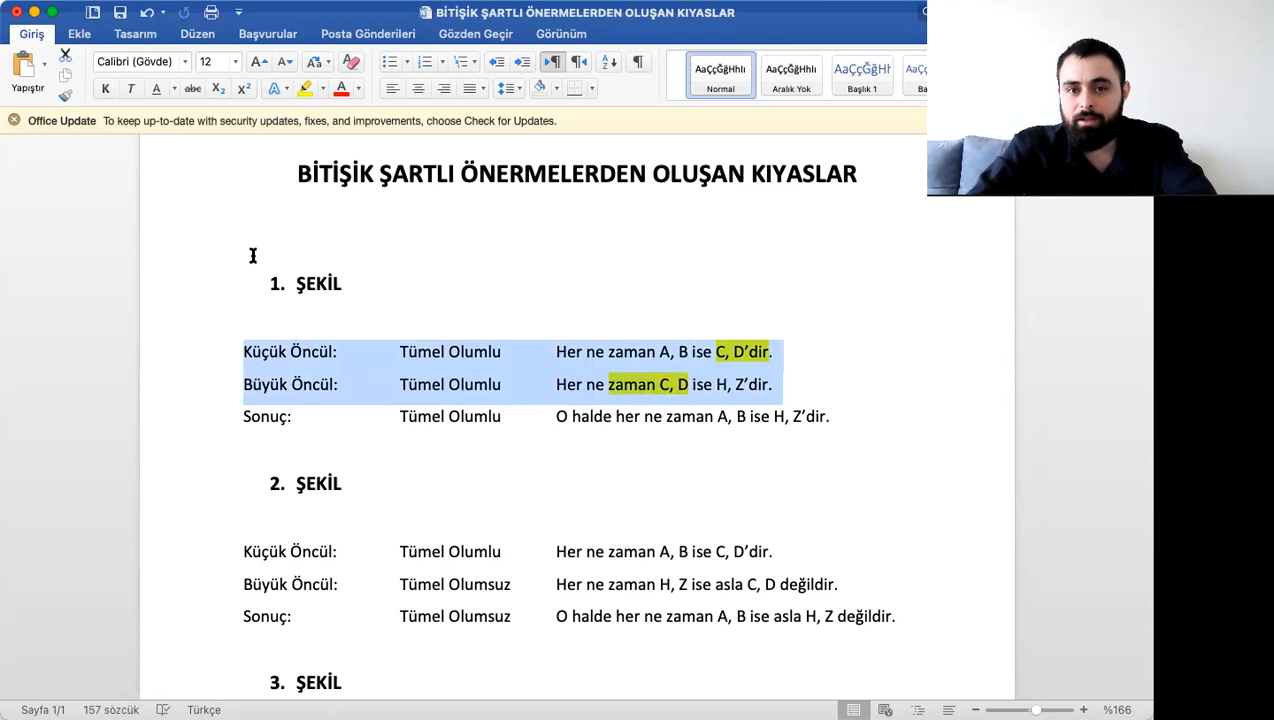 BİTİŞİK ŞARTLI ÖNERMELERDEN OLUŞAN KIYASLAR
Giriş Ekle Tasarım Düzen Başvurular Posta Gönderileri Gözden Geçir Görünüm
Calibri (Gövde) 12
AaÇçĞğHhIı AaÇçĞğHhIı AaÇçĞğHł
Yapıştır K T A abc X₂ X² A A Normal Aralık Yok Başlık 1
Office Update To keep up-to-date with security updates, fixes, and improvements, choose Check for Updates.
BİTİŞİK ŞARTLI ÖNERMELERDEN OLUŞAN KIYASLAR
1. ŞEKİL
Küçük Öncül: Tümel Olumlu Her ne zaman A, B ise C, D’dir.
Büyük Öncül: Tümel Olumlu Her ne zaman C, D ise H, Z’dir.
Sonuç: Tümel Olumlu O halde her ne zaman A, B ise H, Z’dir.
2. ŞEKİL
Küçük Öncül: Tümel Olumlu Her ne zaman A, B ise C, D’dir.
Büyük Öncül: Tümel Olumsuz Her ne zaman H, Z ise asla C, D değildir.
Sonuç: Tümel Olumsuz O halde her ne zaman A, B ise asla H, Z değildir.
3. ŞEKİL
Sayfa 1/1 157 sözcük Türkçe %166